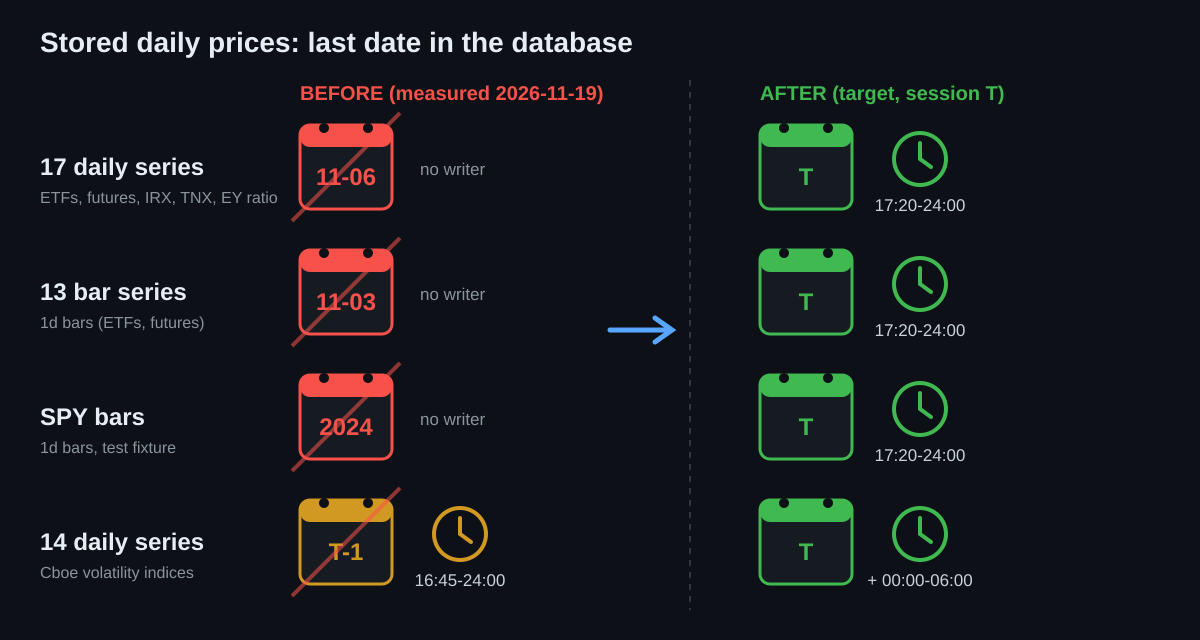 Stored daily prices: last date in the database
BEFORE (measured 2026-11-19)
AFTER (target, session T)
17 daily series
ETFs, futures, IRX, TNX, EY ratio
11-06
no writer
T
17:20-24:00
13 bar series
1d bars (ETFs, futures)
11-03
no writer
T
17:20-24:00
SPY bars
1d bars, test fixture
2024
no writer
T
17:20-24:00
14 daily series
Cboe volatility indices
T-1
16:45-24:00
T
+ 00:00-06:00